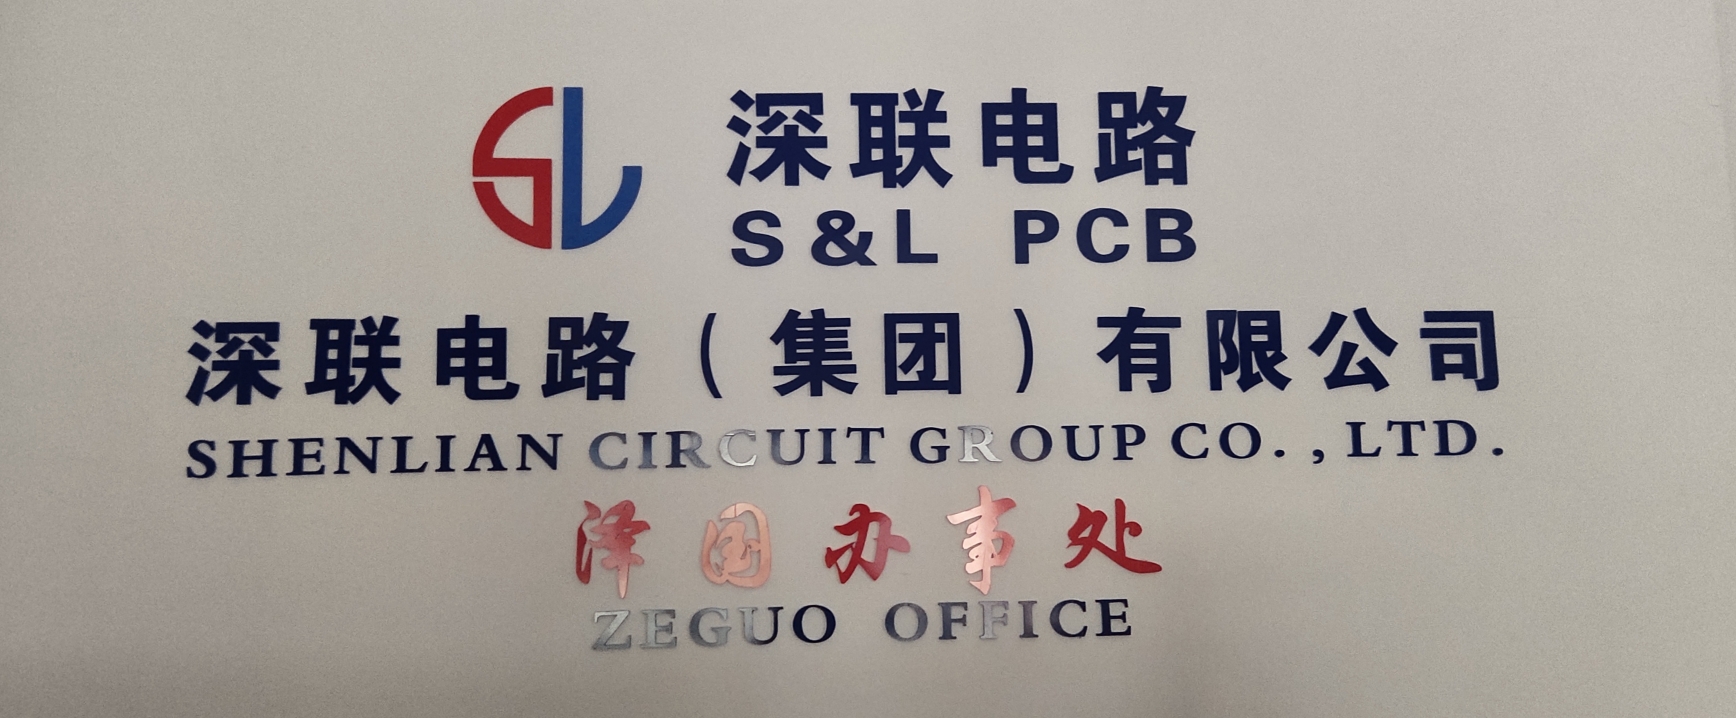 SL 深联电路
S&L PCB
深联电路（集团）有限公司
SHENLIAN CIRCUIT GROUP CO.,LTD.
泽国办事处
ZEGUO OFFICE